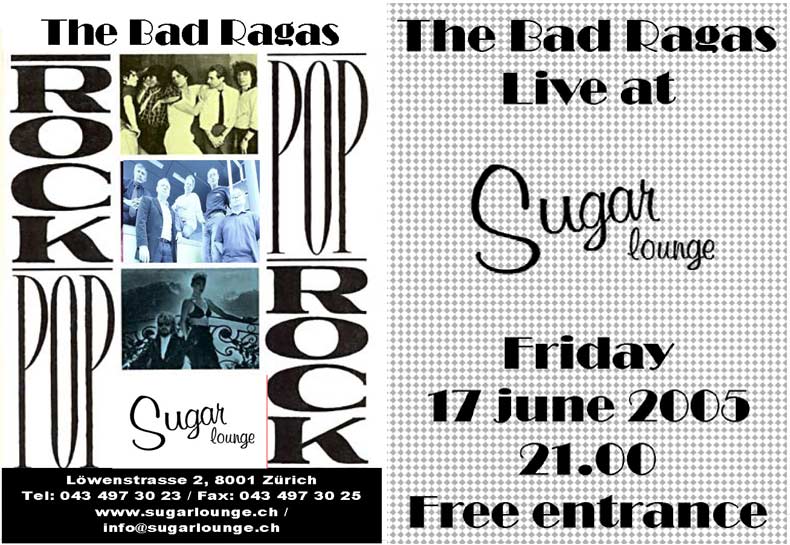 The Bad Ragas
ROCK
POP
POP
ROCK
Sugar
lounge
Löwenstrasse 2, 8001 Zürich
Tel: 043 497 30 23 / Fax: 043 497 30 25
www.sugarlounge.ch /
info@sugarlounge.ch
The Bad Ragas
Live at
Sugar
lounge
Friday
17 june 2005
21.00
Free entrance